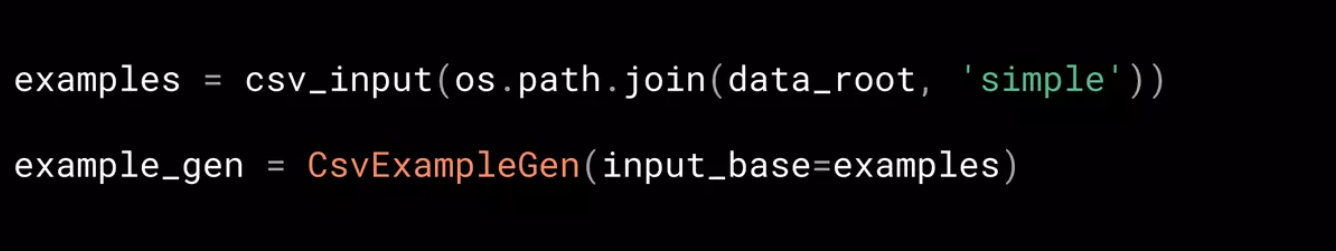 examples = csv_input(os.path.join(data_root, 'simple'))
example_gen = CsvExampleGen(input_base=examples)